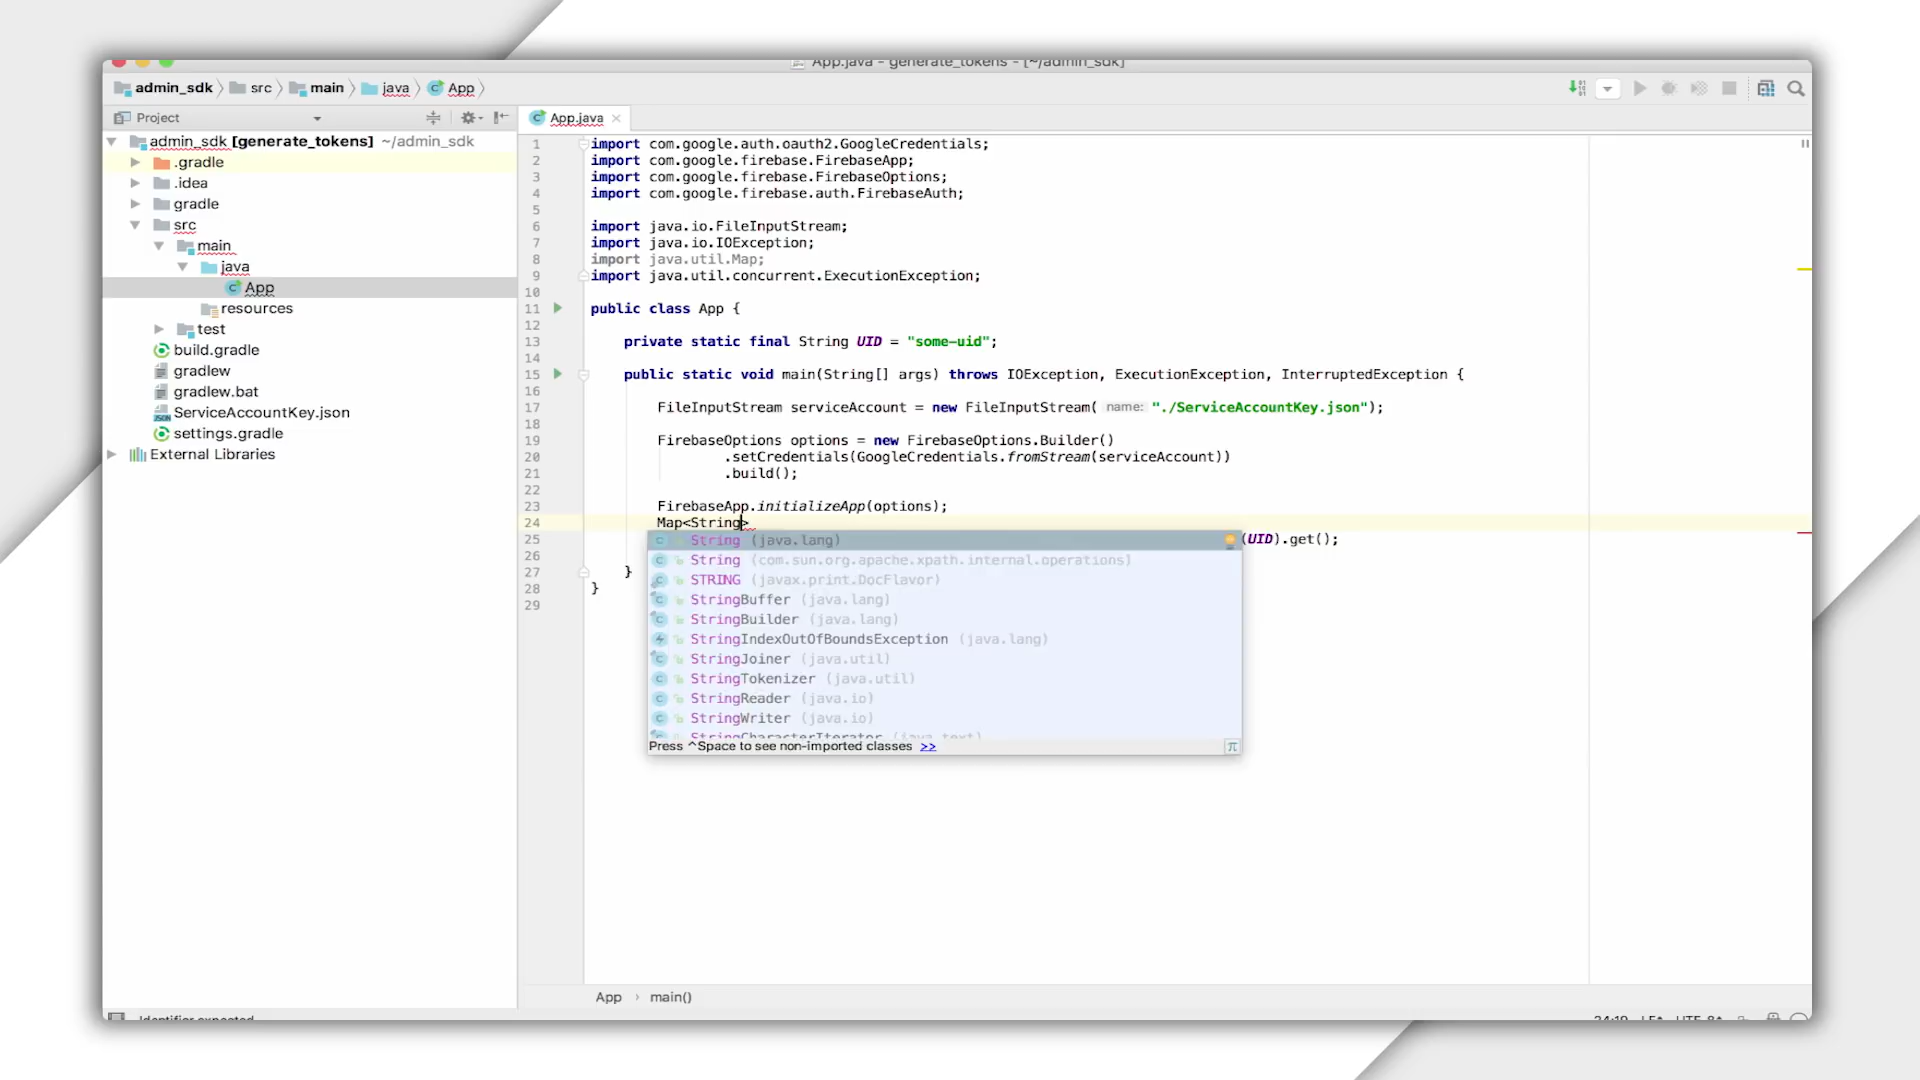 App.java - generate_tokens - [~/admin_sdk]
admin_sdk src main java App
Project
App.java
admin_sdk [generate_tokens] ~/admin_sdk
.gradle
.idea
gradle
src
main
java
App
resources
test
build.gradle
gradlew
gradlew.bat
ServiceAccountKey.json
settings.gradle
External Libraries
1 import com.google.auth.oauth2.GoogleCredentials;
2 import com.google.firebase.FirebaseApp;
3 import com.google.firebase.FirebaseOptions;
4 import com.google.firebase.auth.FirebaseAuth;
5
6 import java.io.FileInputStream;
7 import java.io.IOException;
8 import java.util.Map;
9 import java.util.concurrent.ExecutionException;
10
11 public class App {
12
13 private static final String UID = "some-uid";
14
15 public static void main(String[] args) throws IOException, ExecutionException, InterruptedException {
16
17 FileInputStream serviceAccount = new FileInputStream( name: "./ServiceAccountKey.json");
18
19 FirebaseOptions options = new FirebaseOptions.Builder()
20 .setCredentials(GoogleCredentials.fromStream(serviceAccount))
21 .build();
22
23 FirebaseApp.initializeApp(options);
24 Map<String>
25 (UID).get();
26
27 }
28 }
29
String (java.lang)
String (com.sun.org.apache.xpath.internal.operations)
STRING (javax.print.DocFlavor)
StringBuffer (java.lang)
StringBuilder (java.lang)
StringIndexOutOfBoundsException (java.lang)
StringJoiner (java.util)
StringTokenizer (java.util)
StringReader (java.io)
StringWriter (java.io)
StringCharacterIterator (java.text)
Press ^Space to see non-imported classes >> π
App › main()
Identifier expected
24:19 LF UTF-8